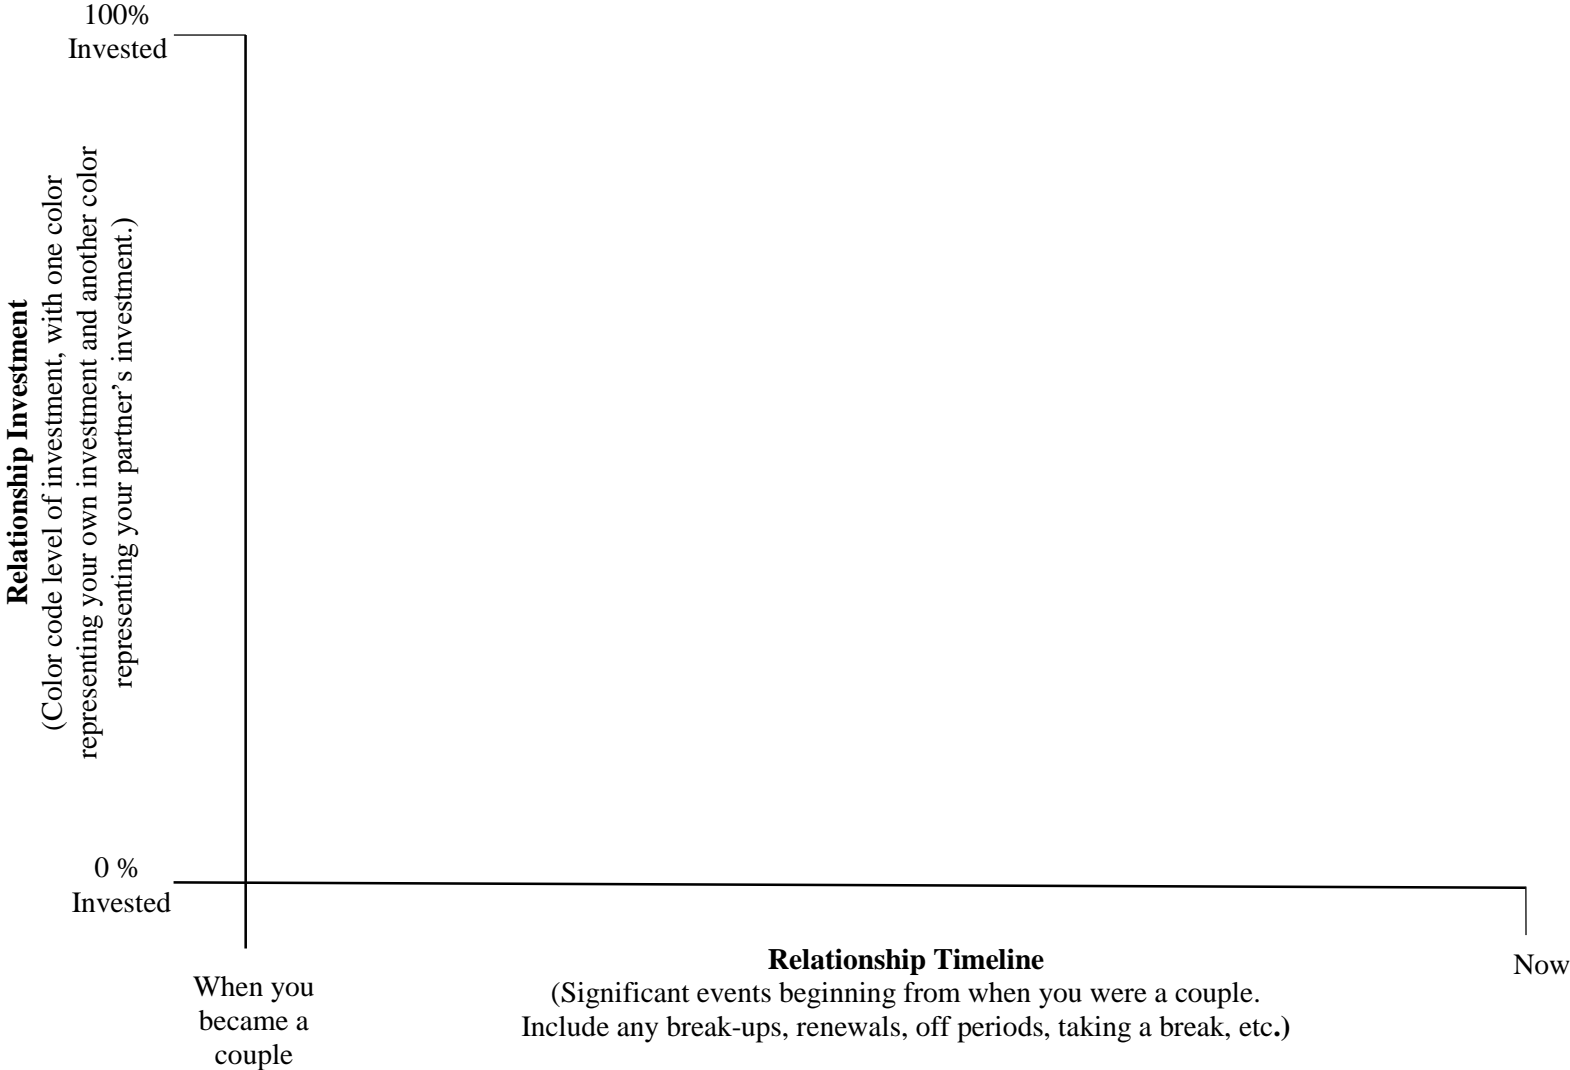 100%
Invested
Relationship Investment
(Color code level of investment, with one color
representing your own investment and another color
representing your partner’s investment.)
0 %
Invested
When you
became a
couple
Relationship Timeline
(Significant events beginning from when you were a couple.
Include any break-ups, renewals, off periods, taking a break, etc.)
Now